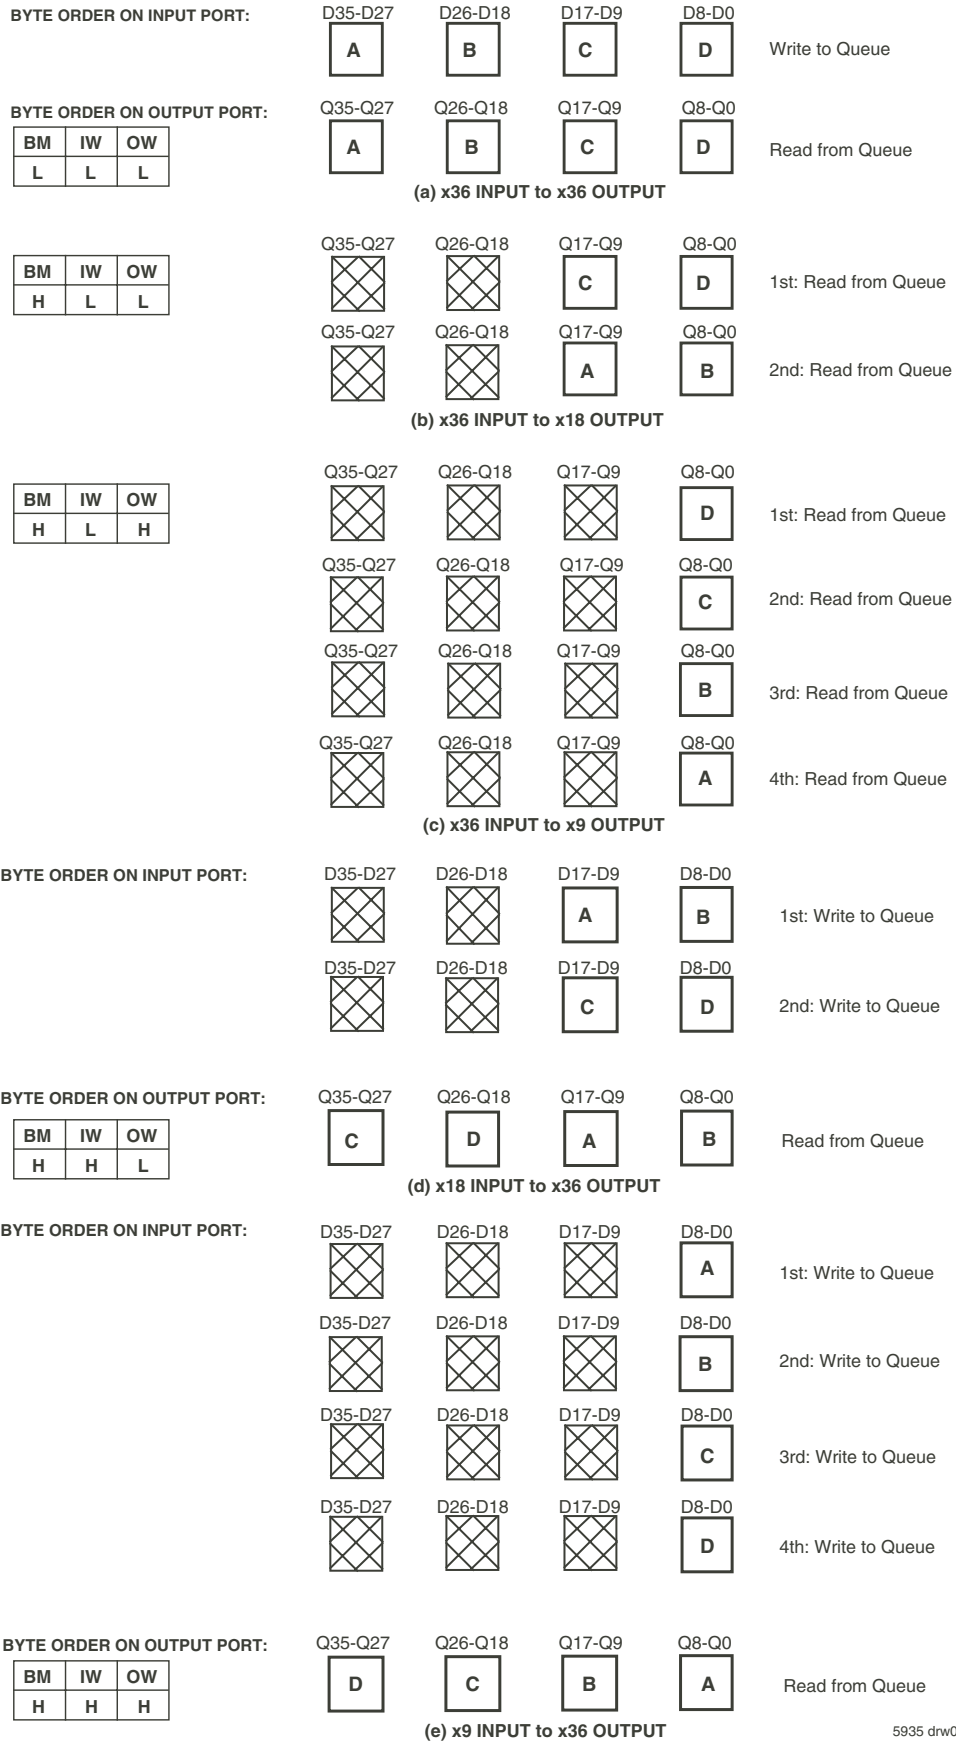 BYTE ORDER ON INPUT PORT:
D35-D27 D26-D18 D17-D9 D8-D0
A B C D Write to Queue
BYTE ORDER ON OUTPUT PORT:
Q35-Q27 Q26-Q18 Q17-Q9 Q8-Q0
BM IW OW
L L L
A B C D Read from Queue
(a) x36 INPUT to x36 OUTPUT
Q35-Q27 Q26-Q18 Q17-Q9 Q8-Q0
BM IW OW
H L L
C D 1st: Read from Queue
Q35-Q27 Q26-Q18 Q17-Q9 Q8-Q0
A B 2nd: Read from Queue
(b) x36 INPUT to x18 OUTPUT
Q35-Q27 Q26-Q18 Q17-Q9 Q8-Q0
BM IW OW
H L H
D 1st: Read from Queue
Q35-Q27 Q26-Q18 Q17-Q9 Q8-Q0
C 2nd: Read from Queue
Q35-Q27 Q26-Q18 Q17-Q9 Q8-Q0
B 3rd: Read from Queue
Q35-Q27 Q26-Q18 Q17-Q9 Q8-Q0
A 4th: Read from Queue
(c) x36 INPUT to x9 OUTPUT
BYTE ORDER ON INPUT PORT:
D35-D27 D26-D18 D17-D9 D8-D0
A B 1st: Write to Queue
D35-D27 D26-D18 D17-D9 D8-D0
C D 2nd: Write to Queue
BYTE ORDER ON OUTPUT PORT:
Q35-Q27 Q26-Q18 Q17-Q9 Q8-Q0
BM IW OW
H H L
C D A B Read from Queue
(d) x18 INPUT to x36 OUTPUT
BYTE ORDER ON INPUT PORT:
D35-D27 D26-D18 D17-D9 D8-D0
A 1st: Write to Queue
D35-D27 D26-D18 D17-D9 D8-D0
B 2nd: Write to Queue
D35-D27 D26-D18 D17-D9 D8-D0
C 3rd: Write to Queue
D35-D27 D26-D18 D17-D9 D8-D0
D 4th: Write to Queue
BYTE ORDER ON OUTPUT PORT:
Q35-Q27 Q26-Q18 Q17-Q9 Q8-Q0
BM IW OW
H H H
D C B A Read from Queue
(e) x9 INPUT to x36 OUTPUT
5935 drw0